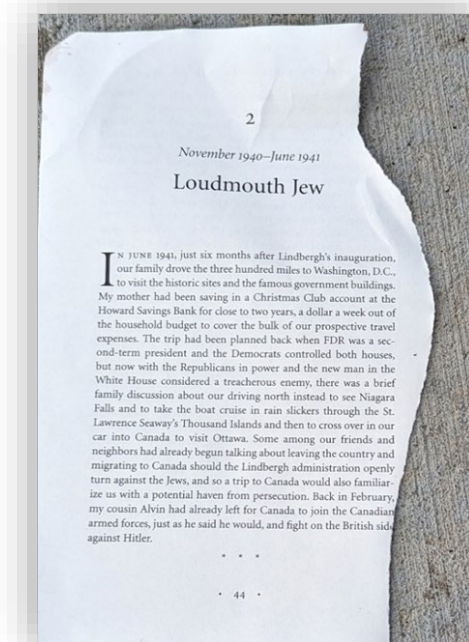 2
November 1940–June 1941
Loudmouth Jew
IN JUNE 1941, just six months after Lindbergh's inauguration,
our family drove the three hundred miles to Washington, D.C.,
to visit the historic sites and the famous government buildings.
My mother had been saving in a Christmas Club account at the
Howard Savings Bank for close to two years, a dollar a week out of
the household budget to cover the bulk of our prospective travel
expenses. The trip had been planned back when FDR was a sec-
ond-term president and the Democrats controlled both houses,
but now with the Republicans in power and the new man in the
White House considered a treacherous enemy, there was a brief
family discussion about our driving north instead to see Niagara
Falls and to take the boat cruise in rain slickers through the St.
Lawrence Seaway's Thousand Islands and then to cross over in our
car into Canada to visit Ottawa. Some among our friends and
neighbors had already begun talking about leaving the country and
migrating to Canada should the Lindbergh administration openly
turn against the Jews, and so a trip to Canada would also familiar-
ize us with a potential haven from persecution. Back in February,
my cousin Alvin had already left for Canada to join the Canadian
armed forces, just as he said he would, and fight on the British side
against Hitler.
• • •
• 44 •